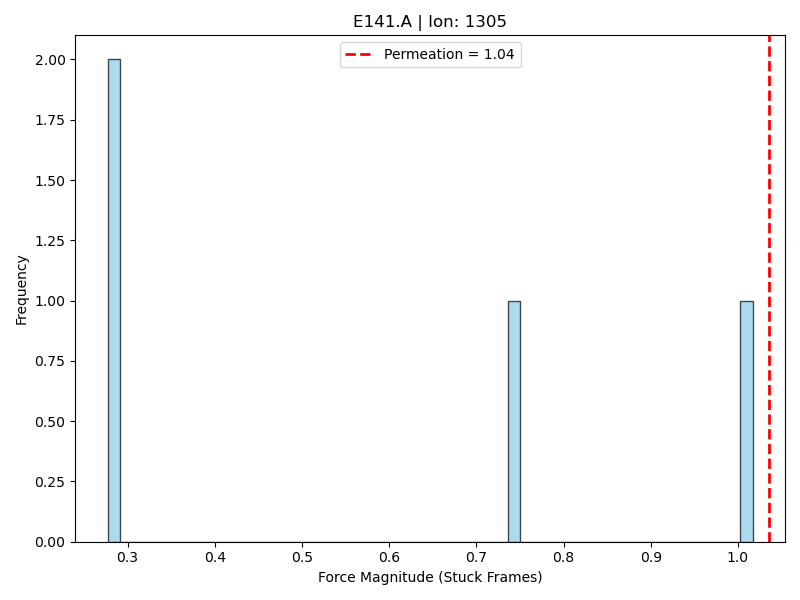 E141.A | Ion: 1305
Permeation = 1.04
2.00
1.75
1.50
1.25
1.00
0.75
0.50
0.25
0.00
Frequency
0.3 0.4 0.5 0.6 0.7 0.8 0.9 1.0
Force Magnitude (Stuck Frames)